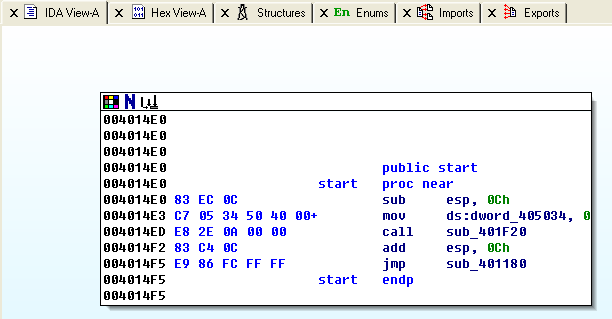 IDA View-A Hex View-A Structures En Enums Imports Exports
004014E0
004014E0
004014E0
004014E0 public start
004014E0 start proc near
004014E0 83 EC 0C sub esp, 0Ch
004014E3 C7 05 34 50 40 00+ mov ds:dword_405034, 0
004014ED E8 2E 0A 00 00 call sub_401F20
004014F2 83 C4 0C add esp, 0Ch
004014F5 E9 86 FC FF FF jmp sub_401180
004014F5 start endp
004014F5